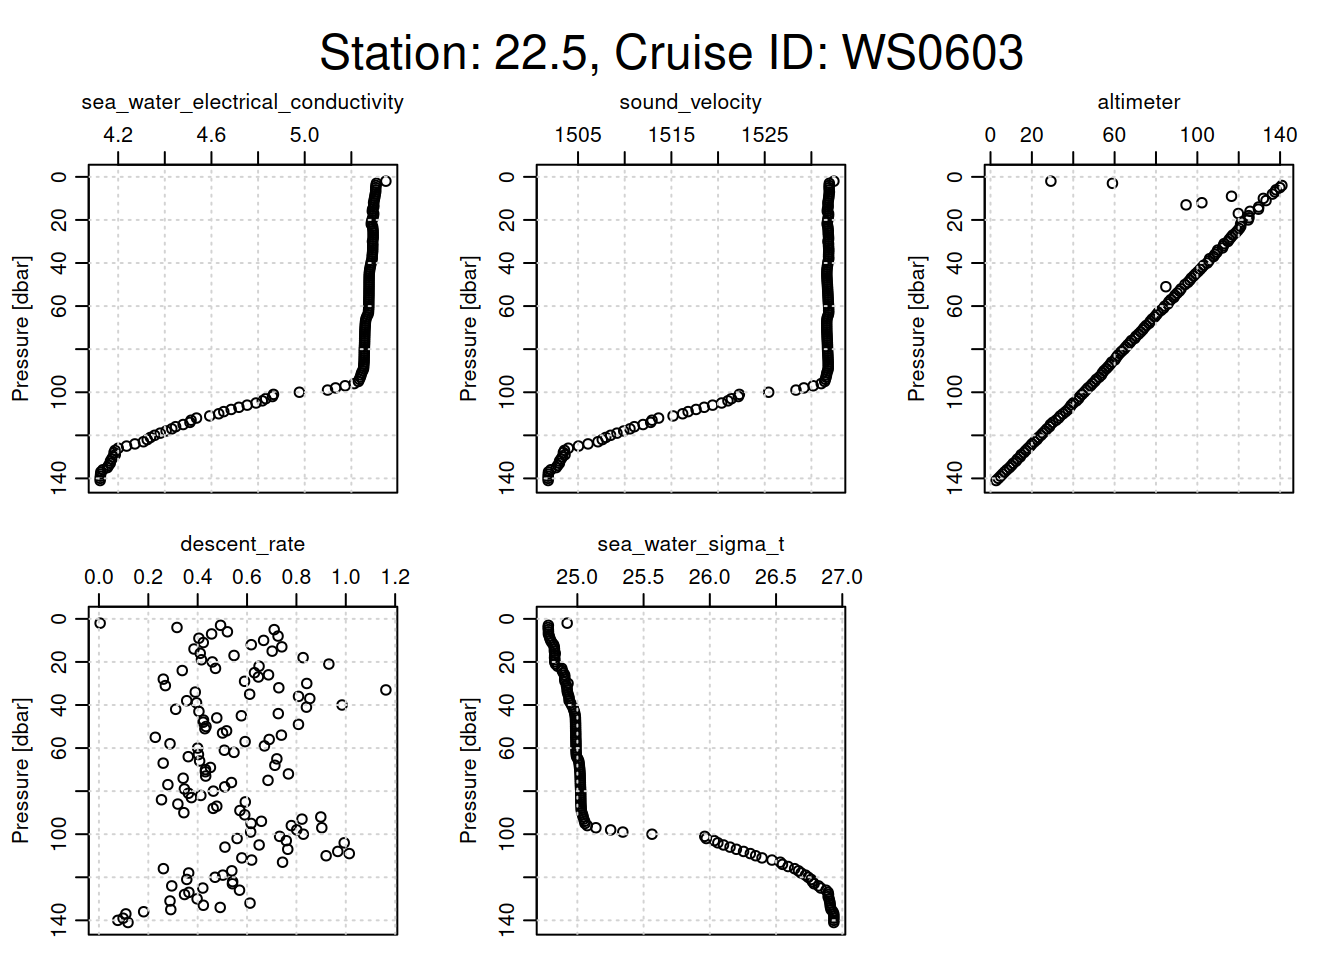 Station: 22.5, Cruise ID: WS0603
sea_water_electrical_conductivity
4.2 4.6 5.0
Pressure [dbar]
0 20 40 60 100 140
sound_velocity
1505 1515 1525
Pressure [dbar]
0 20 40 60 100 140
altimeter
0 20 60 100 140
Pressure [dbar]
0 20 40 60 100 140
descent_rate
0.0 0.2 0.4 0.6 0.8 1.0 1.2
Pressure [dbar]
0 20 40 60 100 140
sea_water_sigma_t
25.0 25.5 26.0 26.5 27.0
Pressure [dbar]
0 20 40 60 100 140